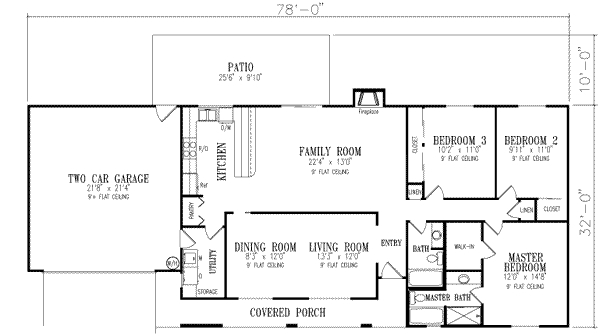 78'-0"
PATIO
25'6" x 9'10"
10'-0"
Fireplace
D/W
R/O
KITCHEN
Ref
PANTRY
FAMILY ROOM
22'4" x 13'0"
9' FLAT CEILING
CLOSET
BEDROOM 3
10'2" x 11'0"
9' FLAT CEILING
BEDROOM 2
9'11" x 11'0"
9' FLAT CEILING
TWO CAR GARAGE
21'8" x 21'4"
9'+ FLAT CEILING
LINEN
LINEN
CLOSET
32'-0"
W/H
W
D
UTILITY
STORAGE
DINING ROOM
8'3" x 12'0"
9' FLAT CEILING
LIVING ROOM
13'3" x 12'0"
9' FLAT CEILING
ENTRY
BATH
WALK-IN
MASTER
BEDROOM
12'0" x 14'8"
9' FLAT CEILING
MASTER BATH
COVERED PORCH